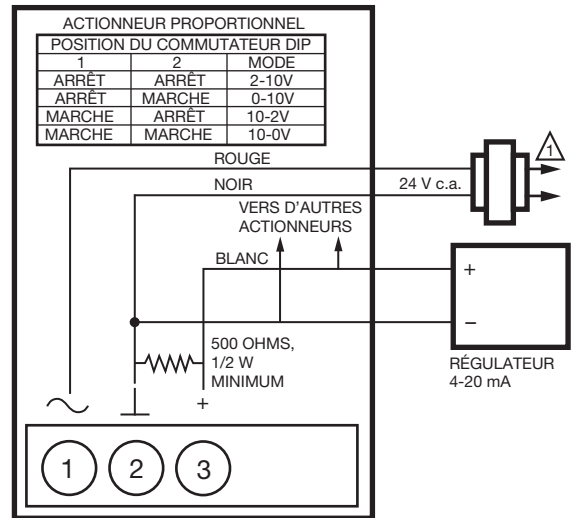 ACTIONNEUR PROPORTIONNEL
POSITION DU COMMUTATEUR DIP
1 2 MODE
ARRÊT ARRÊT 2-10V
ARRÊT MARCHE 0-10V
MARCHE ARRÊT 10-2V
MARCHE MARCHE 10-0V
ROUGE
1
NOIR
24 V c.a.
VERS D'AUTRES
ACTIONNEURS
BLANC
+
–
500 OHMS,
1/2 W
MINIMUM
+
RÉGULATEUR
4-20 mA
1 2 3